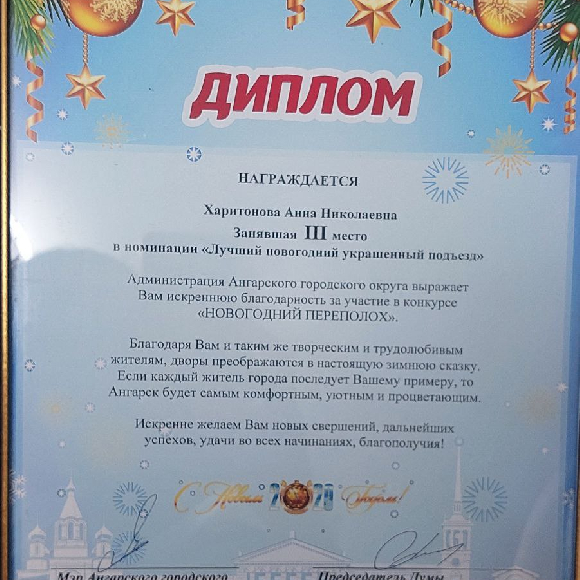 ДИПЛОМ
НАГРАЖДАЕТСЯ
Харитонова Анна Николаевна
Занявшая III место
в номинации «Лучший новогодний украшенный подъезд»
Администрация Ангарского городского округа выражает
Вам искреннюю благодарность за участие в конкурсе
«НОВОГОДНИЙ ПЕРЕПОЛОХ».
Благодаря Вам и таким же творческим и трудолюбивым
жителям, дворы преображаются в настоящую зимнюю сказку.
Если каждый житель города последует Вашему примеру, то
Ангарск будет самым комфортным, уютным и процветающим.
Искренне желаем Вам новых свершений, дальнейших
успехов, удачи во всех начинаниях, благополучия!
С Новым 2020 Годом!
Мэр Ангарского городского Председатель Думы